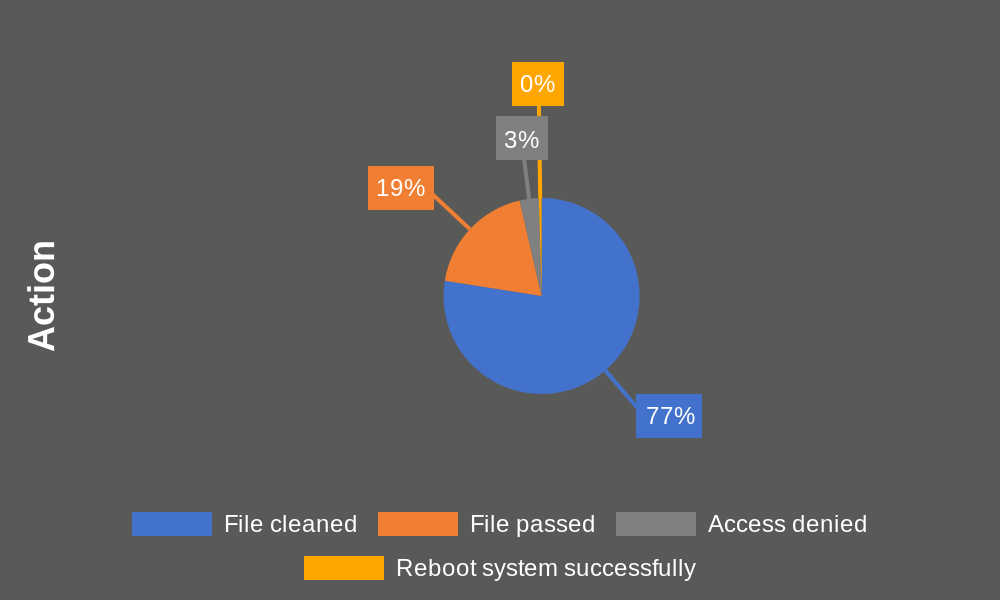 0%
3%
19%
Action
77%
File cleaned File passed Access denied
Reboot system successfully